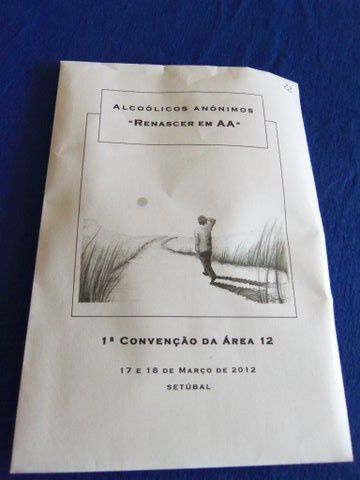 ALCOÓLICOS ANÓNIMOS
"RENASCER EM AA"
1ª CONVENÇÃO DA ÁREA 12
17 E 18 DE MARÇO DE 2012
SETÚBAL